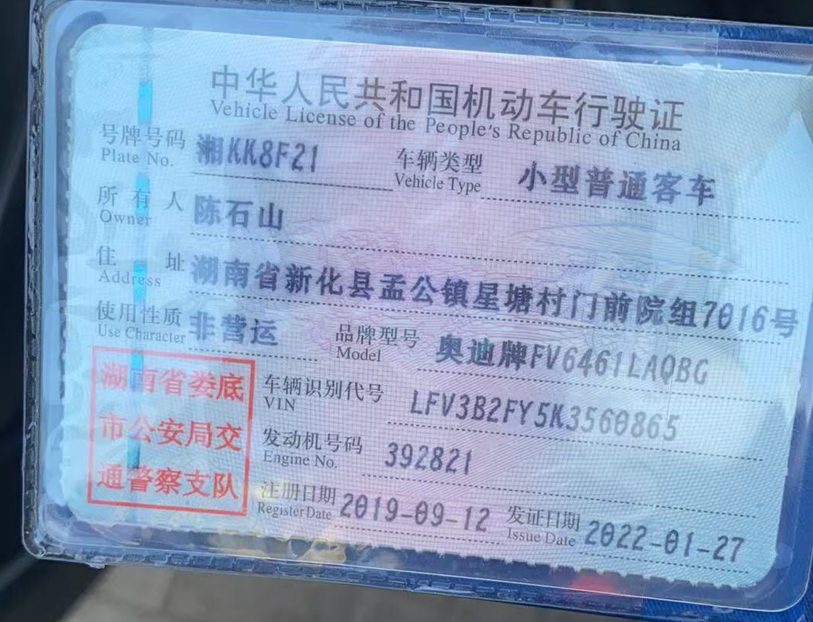 中华人民共和国机动车行驶证
Vehicle License of the People's Republic of China
号牌号码 湘KK8F21 车辆类型 小型普通客车
Plate No. Vehicle Type
所有人 陈石山
Owner
住址 湖南省新化县孟公镇星塘村门前院组7016号
Address
使用性质 非营运 品牌型号 奥迪牌FV6461LAQBG
Use Character Model
湖南省娄底
市公安局交
通警察支队
车辆识别代号 LFV3B2FY5K3560865
VIN
发动机号码 392821
Engine No.
注册日期 2019-09-12 发证日期 2022-01-27
Register Date Issue Date